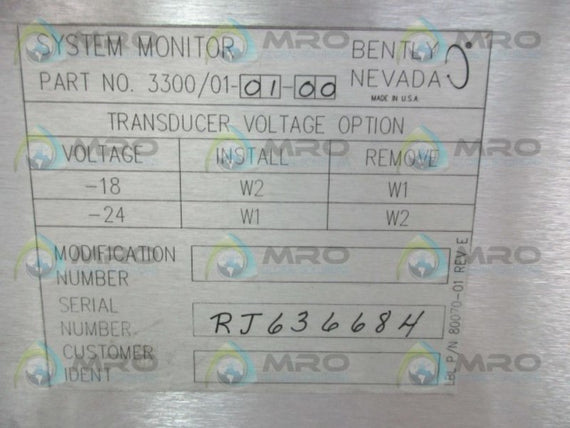 SYSTEM MONITOR
BENTLY NEVADA
PART NO. 3300/01-01-00
MADE IN U.S.A.
TRANSDUCER VOLTAGE OPTION
VOLTAGE INSTALL REMOVE
-18 W2 W1
-24 W1 W2
MODIFICATION NUMBER
SERIAL NUMBER RJ636684
CUSTOMER IDENT
LBL P/N 80070-01 REV E
MRO